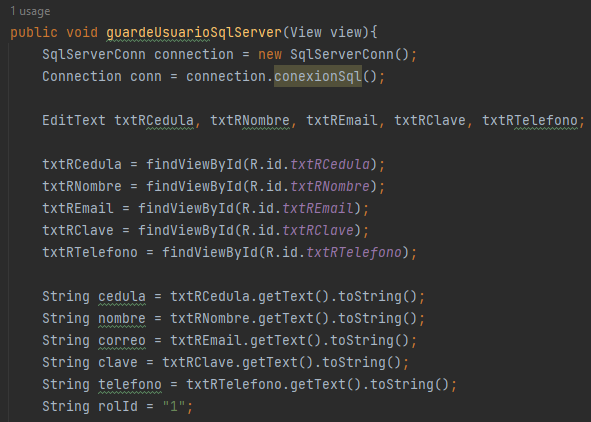 1 usage
public void guardeUsuarioSqlServer(View view){
    SqlServerConn connection = new SqlServerConn();
    Connection conn = connection.conexionSql();

    EditText txtRCedula, txtRNombre, txtREmail, txtRClave, txtRTelefono;

    txtRCedula = findViewById(R.id.txtRCedula);
    txtRNombre = findViewById(R.id.txtRNombre);
    txtREmail = findViewById(R.id.txtREmail);
    txtRClave = findViewById(R.id.txtRClave);
    txtRTelefono = findViewById(R.id.txtRTelefono);

    String cedula = txtRCedula.getText().toString();
    String nombre = txtRNombre.getText().toString();
    String correo = txtREmail.getText().toString();
    String clave = txtRClave.getText().toString();
    String telefono = txtRTelefono.getText().toString();
    String rolId = "1";